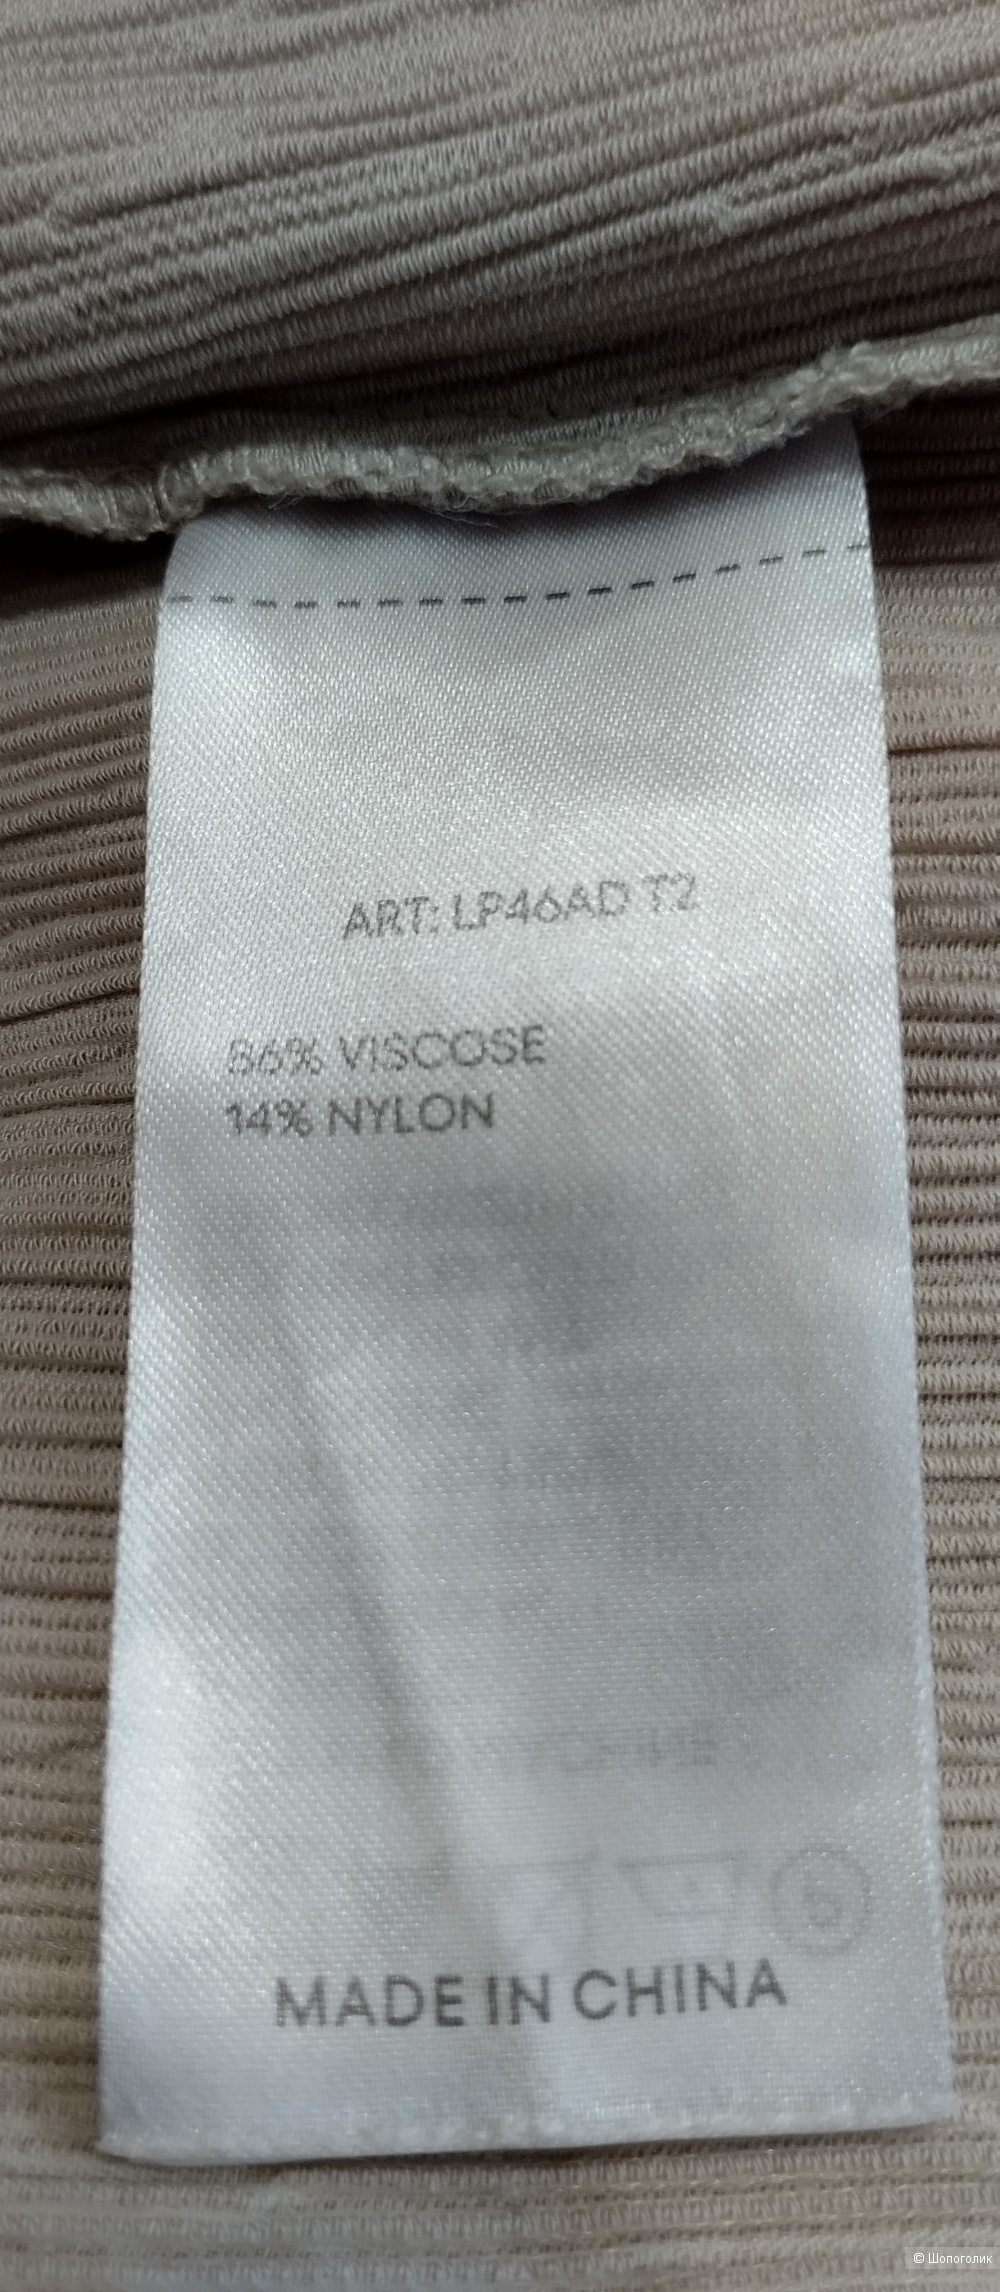 ART: LP46AD T2
86% VISCOSE
14% NYLON
MADE IN CHINA
© Шопоголик